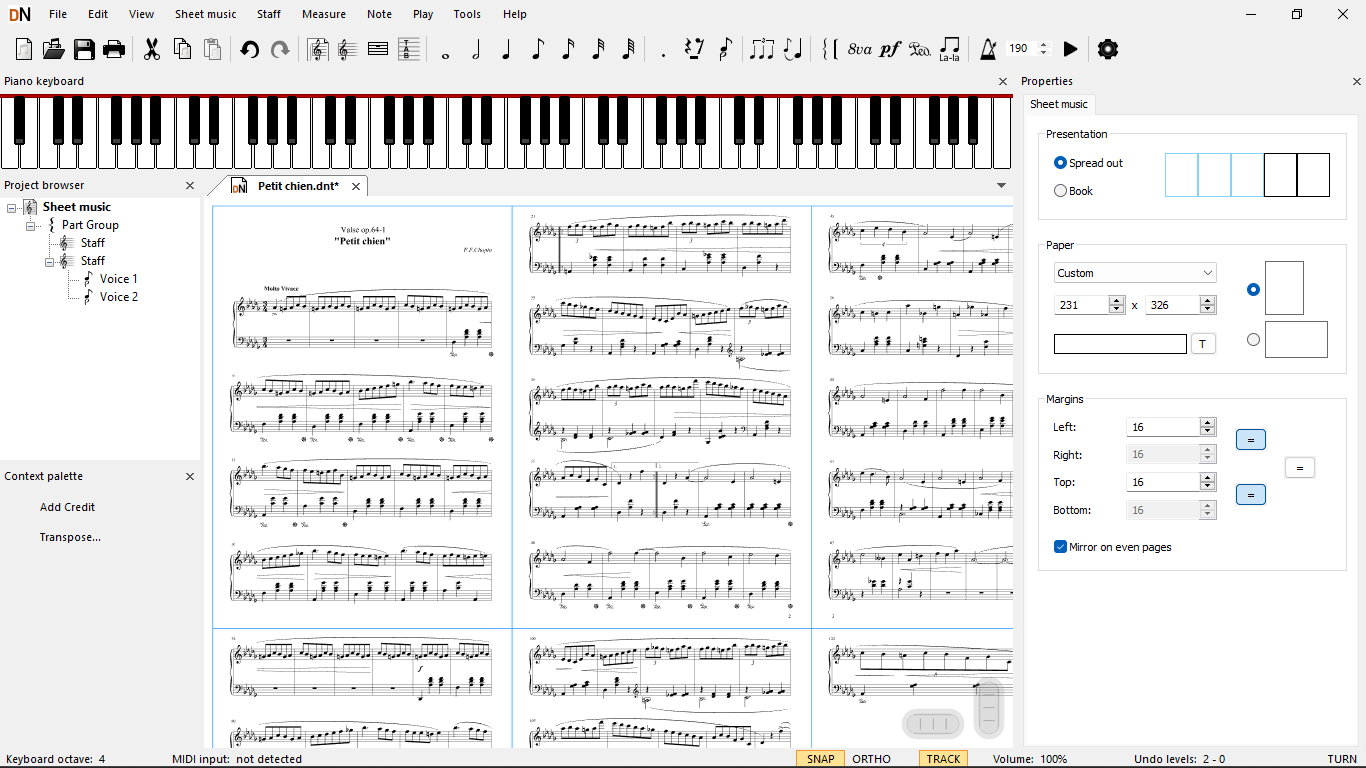 DN File Edit View Sheet music Staff Measure Note Play Tools Help
8va pf La-la 190
Piano keyboard
Properties
Sheet music
Presentation
Spread out
Book
Paper
Custom
231 x 326
T
Margins
Left: 16
=
Right: 16
=
Top: 16
=
Bottom: 16
Mirror on even pages
Project browser
Sheet music
Part Group
Staff
Staff
Voice 1
Voice 2
Context palette
Add Credit
Transpose...
DN Petit chien.dnt*
Valse op.64-1
"Petit chien"
F.F.Chopin
Molto Vivace
Keyboard octave: 4 MIDI input: not detected SNAP ORTHO TRACK Volume: 100% Undo levels: 2 - 0 TURN